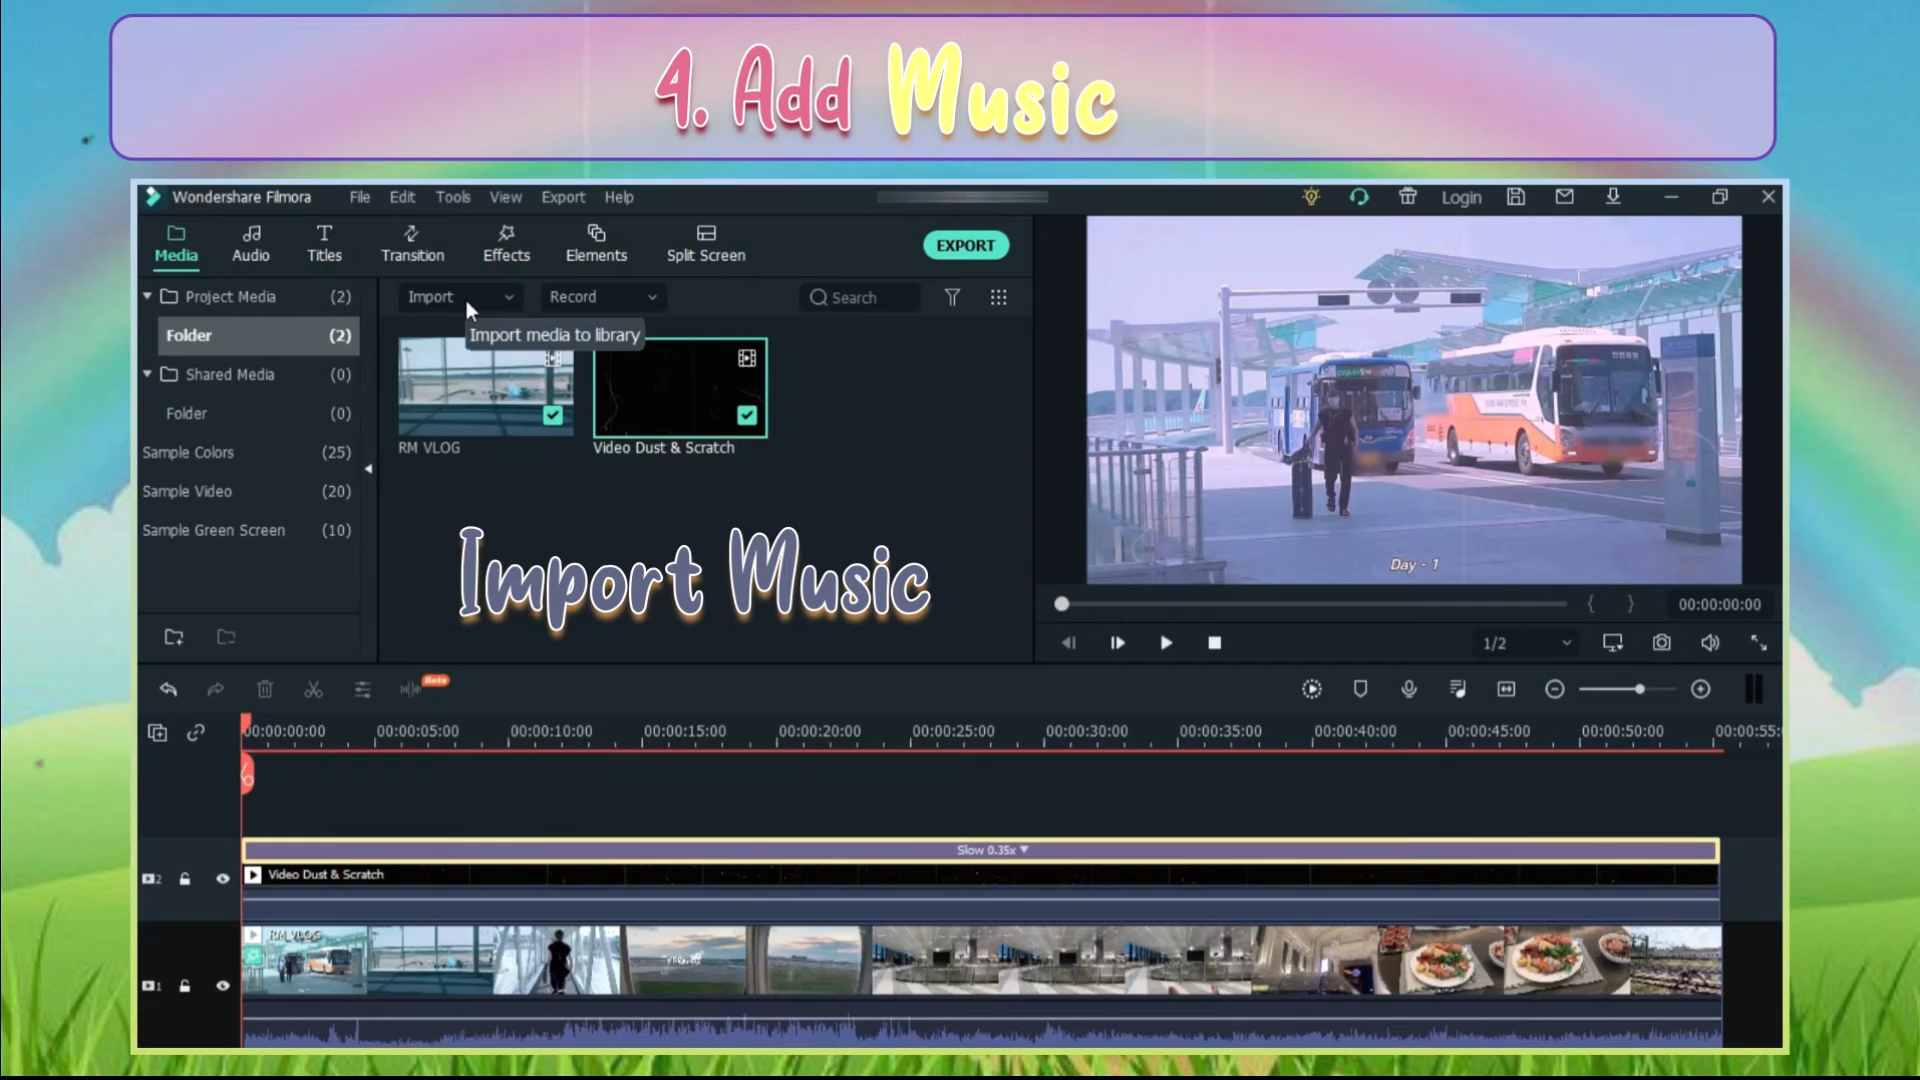 4. Add Music
Wondershare Filmora File Edit Tools View Export Help Login
Media Audio Titles Transition Effects Elements Split Screen EXPORT
Project Media (2)
Import Record Search
Folder (2)
Import media to library
Shared Media (0)
Folder (0)
RM VLOG Video Dust & Scratch
Sample Colors (25)
Sample Video (20)
Sample Green Screen (10)
Import Music
Day - 1
{ } 00:00:00:00
1/2
Beta
00:00:00:00 00:00:05:00 00:00:10:00 00:00:15:00 00:00:20:00 00:00:25:00 00:00:30:00 00:00:35:00 00:00:40:00 00:00:45:00 00:00:50:00 00:00:55:
Slow 0.35x
2 Video Dust & Scratch
RM VLOG
1